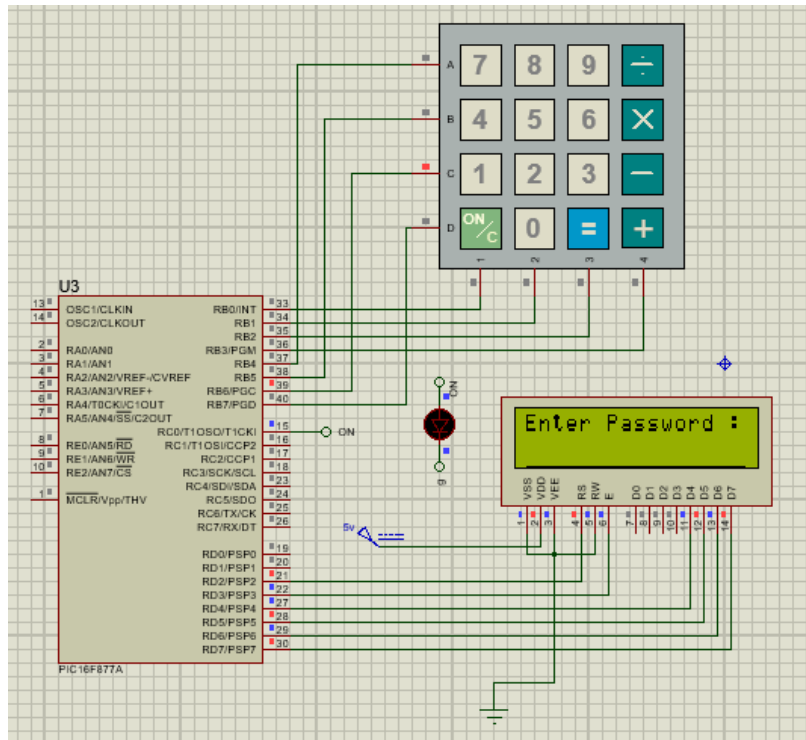 A 7 8 9 ÷
B 4 5 6 ×
C 1 2 3 −
D ON/C 0 = +
1 2 3 4
U3
13 OSC1/CLKIN RB0/INT 33
14 OSC2/CLKOUT RB1 34
RB2 35
2 RA0/AN0 RB3/PGM 36
3 RA1/AN1 RB4 37
4 RA2/AN2/VREF-/CVREF RB5 38
5 RA3/AN3/VREF+ RB6/PGC 39
6 RA4/T0CKI/C1OUT RB7/PGD 40
7 RA5/AN4/SS/C2OUT
RC0/T1OSO/T1CKI 15 ON
8 RE0/AN5/RD RC1/T1OSI/CCP2 16
9 RE1/AN6/WR RC2/CCP1 17
10 RE2/AN7/CS RC3/SCK/SCL 18
RC4/SDI/SDA 23
1 MCLR/Vpp/THV RC5/SDO 24
RC6/TX/CK 25
RC7/RX/DT 26
RD0/PSP0 19
RD1/PSP1 20
RD2/PSP2 21
RD3/PSP3 22
RD4/PSP4 27
RD5/PSP5 28
RD6/PSP6 29
RD7/PSP7 30
PIC16F877A
ON
g
Enter Password :
VSS VDD VEE RS RW E D0 D1 D2 D3 D4 D5 D6 D7
1 2 3 4 5 6 7 8 9 10 11 12 13 14
5v